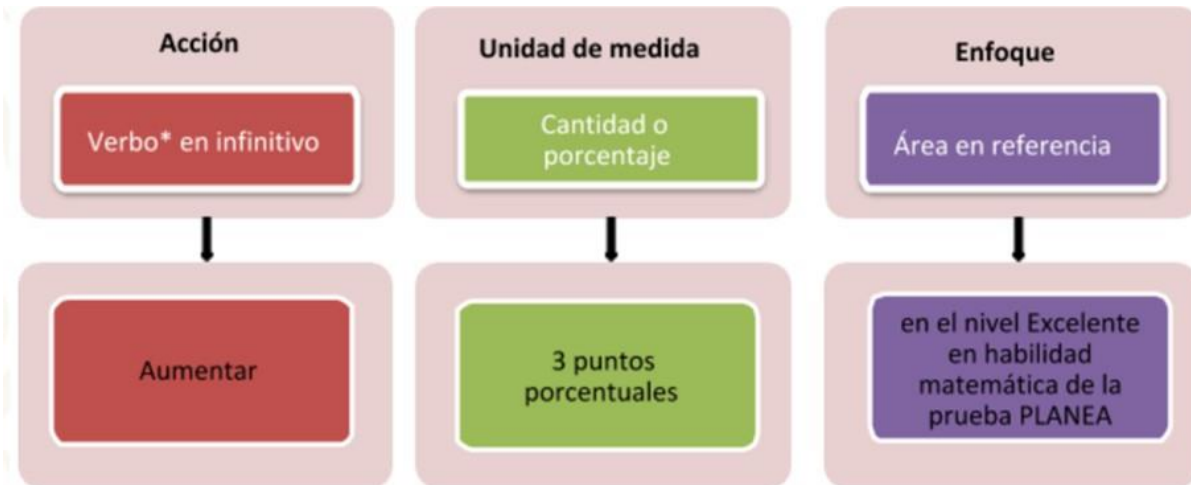 Acción
Verbo* en infinitivo
Aumentar
Unidad de medida
Cantidad o
porcentaje
3 puntos
porcentuales
Enfoque
Área en referencia
en el nivel Excelente
en habilidad
matemática de la
prueba PLANEA